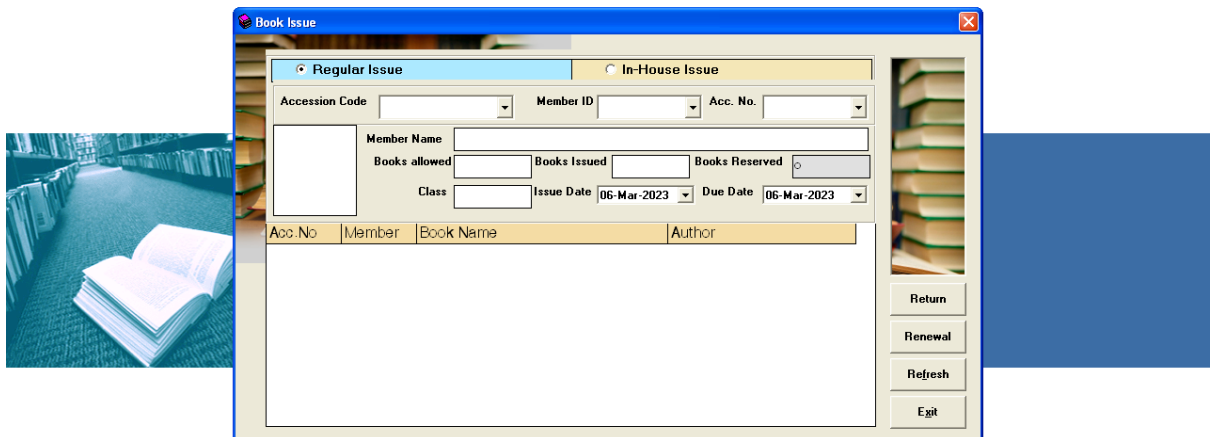 Book Issue
Regular Issue In-House Issue
Accession Code Member ID Acc. No.
Member Name
Books allowed Books Issued Books Reserved 0
Class Issue Date 06-Mar-2023 Due Date 06-Mar-2023
Acc.No Member Book Name Author
Return
Renewal
Refresh
Exit